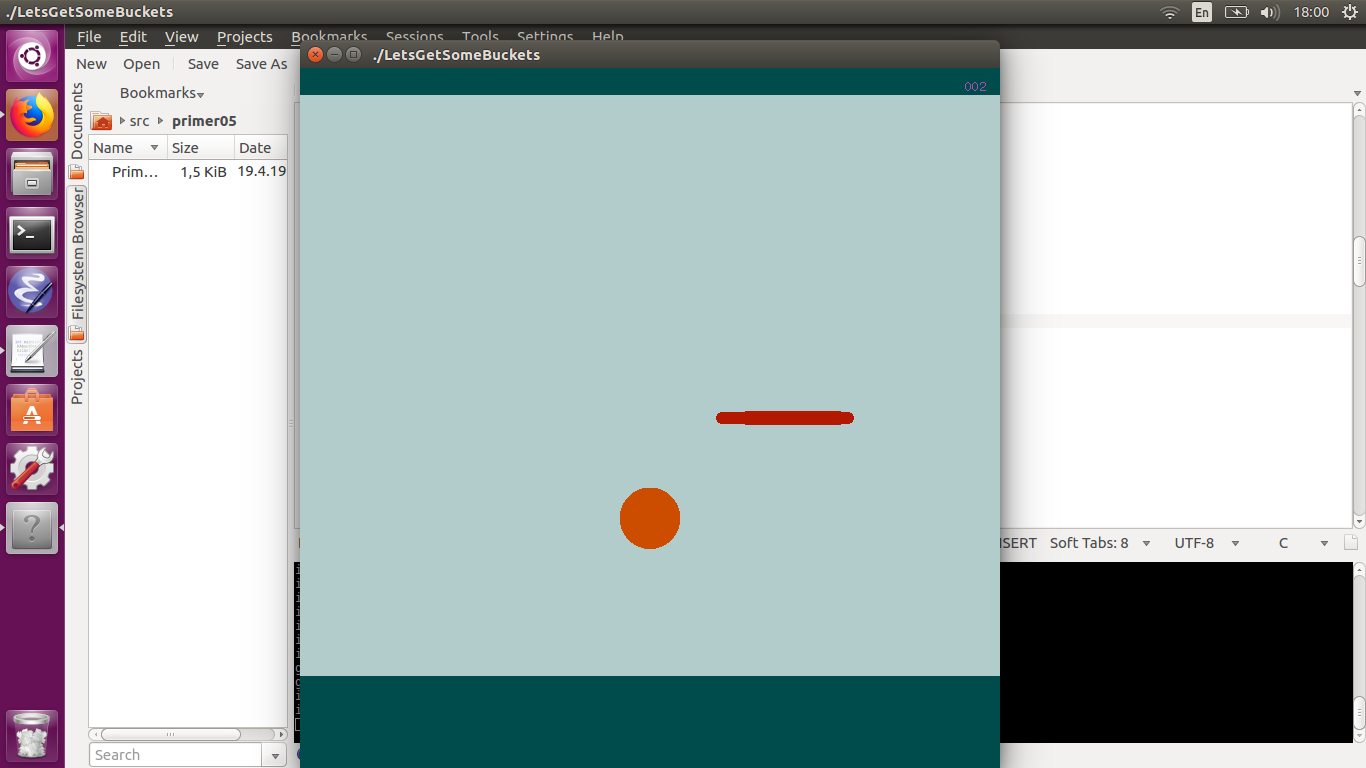 ./LetsGetSomeBuckets
En
18:00
File Edit View Projects Bookmarks Sessions Tools Settings Help
./LetsGetSomeBuckets
New Open Save Save As
002
Bookmarks
src primer05
Name Size Date
Prim... 1,5 KiB 19.4.19
Documents
Filesystem Browser
Projects
Soft Tabs: 8 UTF-8 C
Search